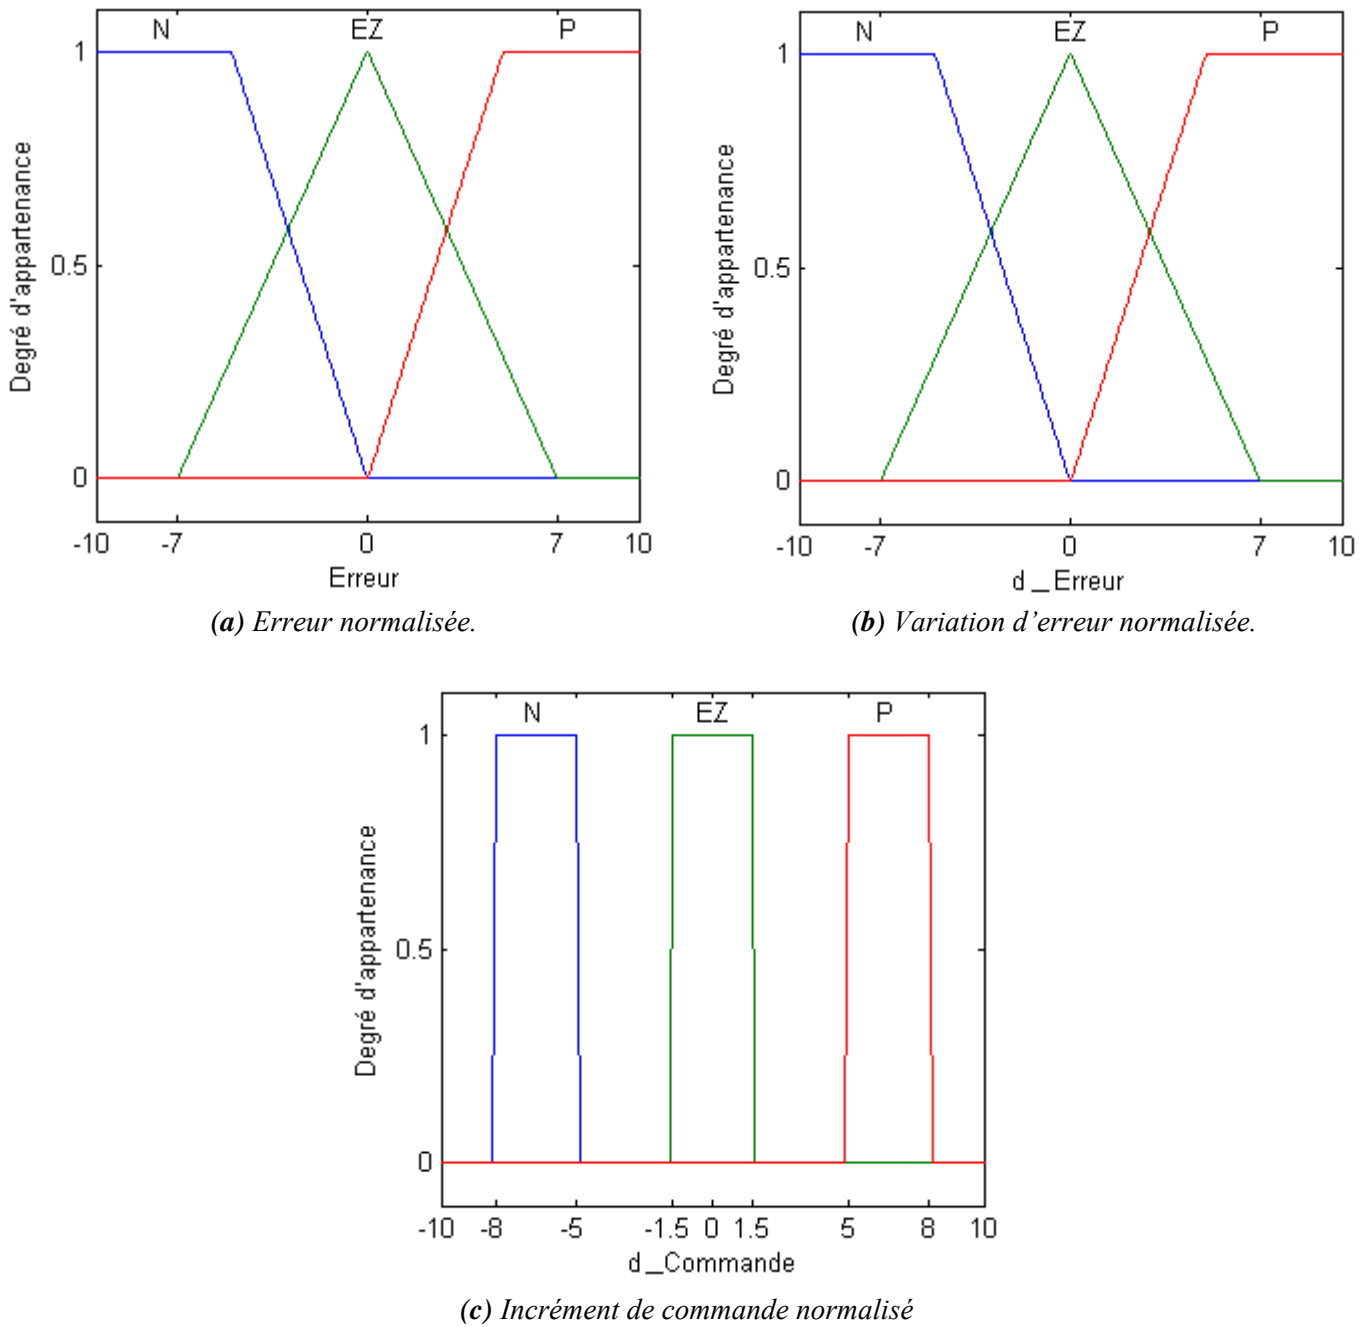 N EZ P
1
0.5
0
Degré d'appartenance
-10 -7 0 7 10
Erreur
(a) Erreur normalisée.
N EZ P
1
0.5
0
Degré d'appartenance
-10 -7 0 7 10
d_Erreur
(b) Variation d’erreur normalisée.
N EZ P
1
0.5
0
Degré d'appartenance
-10 -8 -5 -1.5 0 1.5 5 8 10
d_Commande
(c) Incrément de commande normalisé